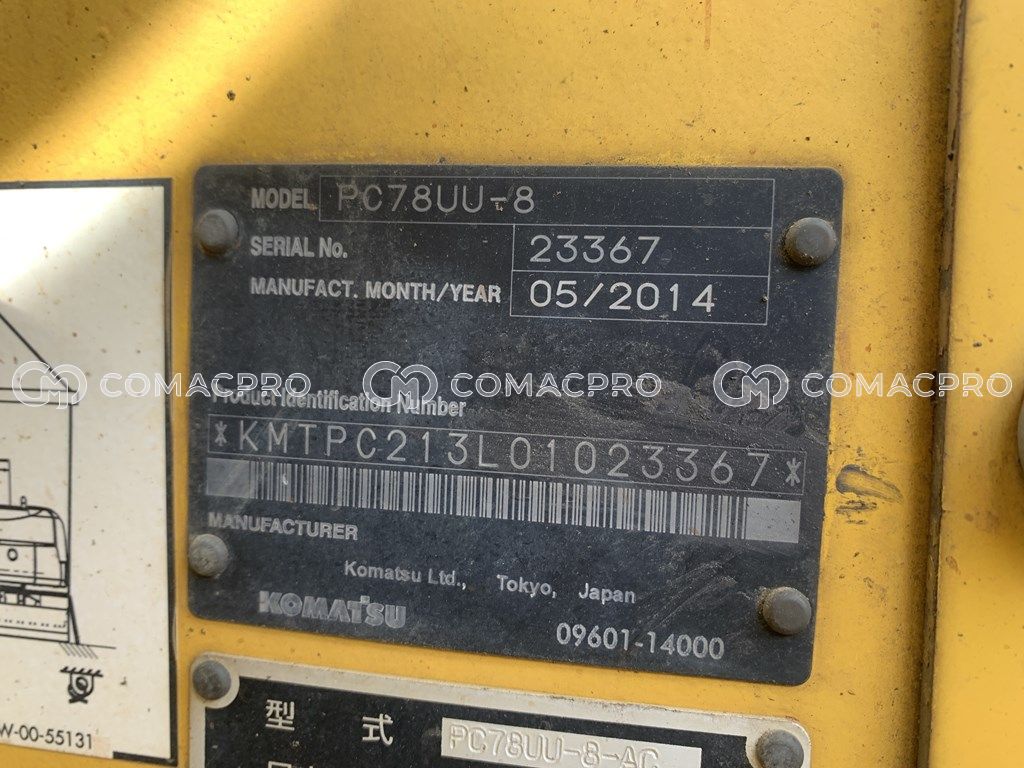 MODEL PC78UU-8
SERIAL No. 23367
MANUFACT. MONTH/YEAR 05/2014
COMACPRO COMACPRO COMACPRO
Product Identification Number
*KMTPC213L01023367*
MANUFACTURER
Komatsu Ltd., Tokyo, Japan
KOMATSU
09601-14000
W-00-55131
型 式 PC78UU-8-AC